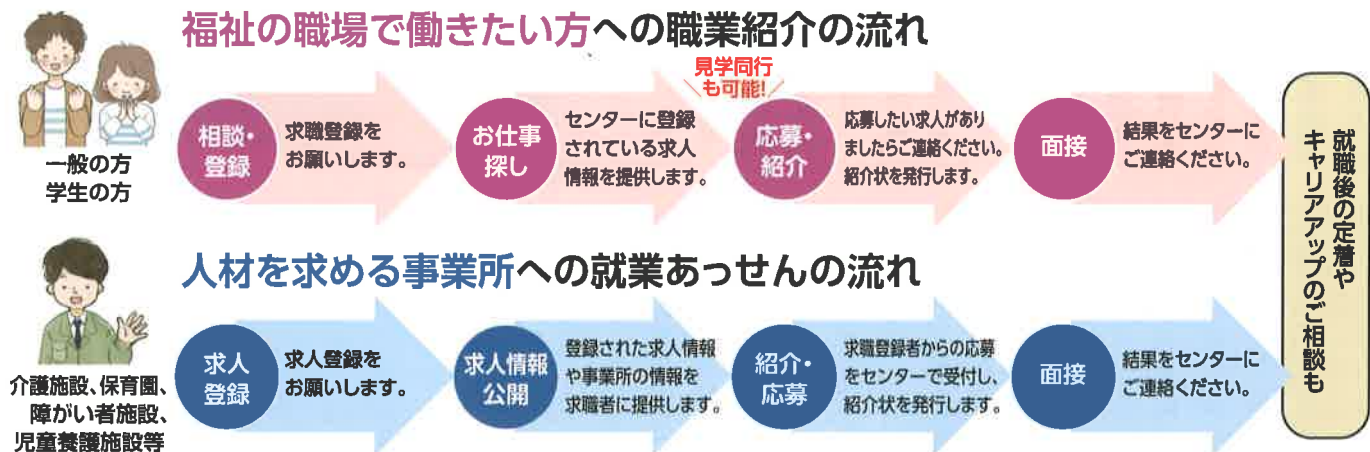 福祉の職場で働きたい方への職業紹介の流れ
見学同行
も可能!
一般の方
学生の方
相談・
登録
求職登録を
お願いします。
お仕事
探し
センターに登録
されている求人
情報を提供します。
応募・
紹介
応募したい求人があり
ましたらご連絡ください。
紹介状を発行します。
面接
結果をセンターに
ご連絡ください。
人材を求める事業所への就業あっせんの流れ
介護施設、保育園、
障がい者施設、
児童養護施設等
求人
登録
求人登録を
お願いします。
求人情報
公開
登録された求人情報
や事業所の情報を
求職者に提供します。
紹介・
応募
求職登録者からの応募
をセンターで受付し、
紹介状を発行します。
面接
結果をセンターに
ご連絡ください。
就職後の定着や
キャリアアップのご相談も